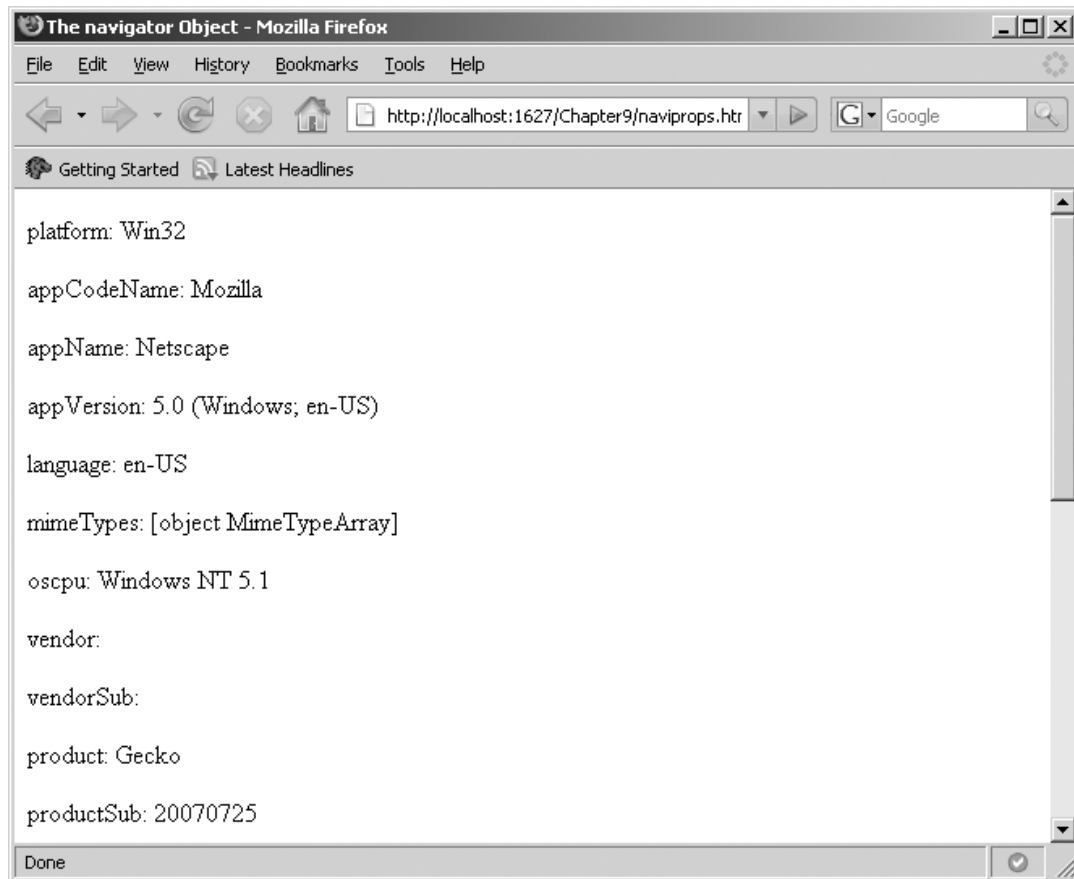 The navigator Object - Mozilla Firefox
File Edit View History Bookmarks Tools Help
http://localhost:1627/Chapter9/naviprops.htr
G Google
Getting Started Latest Headlines
platform: Win32
appCodeName: Mozilla
appName: Netscape
appVersion: 5.0 (Windows; en-US)
language: en-US
mimeTypes: [object MimeTypeArray]
oscpu: Windows NT 5.1
vendor:
vendorSub:
product: Gecko
productSub: 20070725
Done